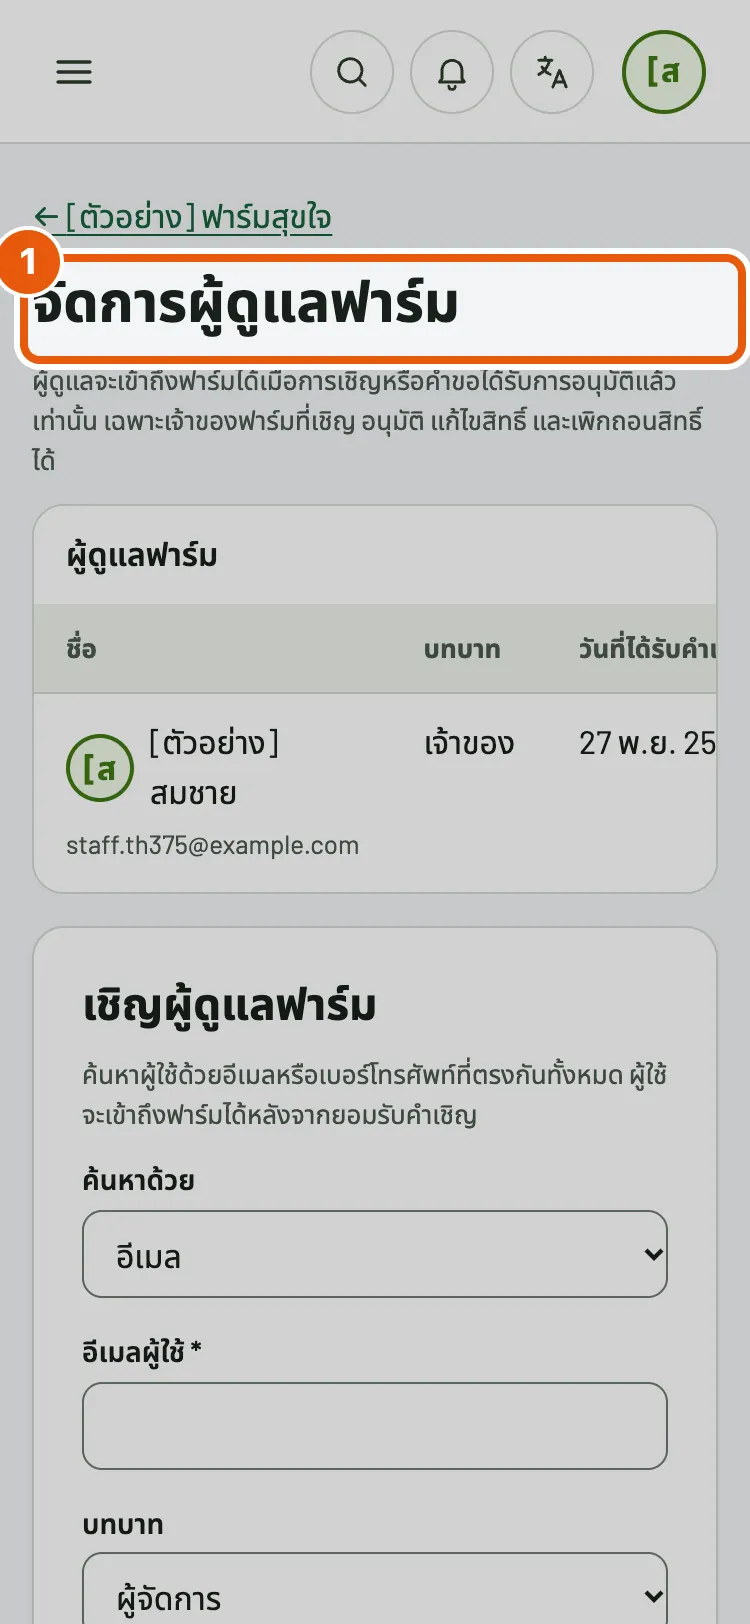 [ส
← [ตัวอย่าง] ฟาร์มสุขใจ
1
จัดการผู้ดูแลฟาร์ม
ผู้ดูแลจะเข้าถึงฟาร์มได้เมื่อการเชิญหรือคำขอได้รับการอนุมัติแล้ว
เท่านั้น เฉพาะเจ้าของฟาร์มที่เชิญ อนุมัติ แก้ไขสิทธิ์ และเพิกถอนสิทธิ์
ได้
ผู้ดูแลฟาร์ม
ชื่อ บทบาท วันที่ได้รับคำ
[ส [ตัวอย่าง] เจ้าของ 27 พ.ย. 25
สมชาย
staff.th375@example.com
เชิญผู้ดูแลฟาร์ม
ค้นหาผู้ใช้ด้วยอีเมลหรือเบอร์โทรศัพท์ที่ตรงกันทั้งหมด ผู้ใช้
จะเข้าถึงฟาร์มได้หลังจากยอมรับคำเชิญ
ค้นหาด้วย
อีเมล
อีเมลผู้ใช้ *
บทบาท
ผู้จัดการ